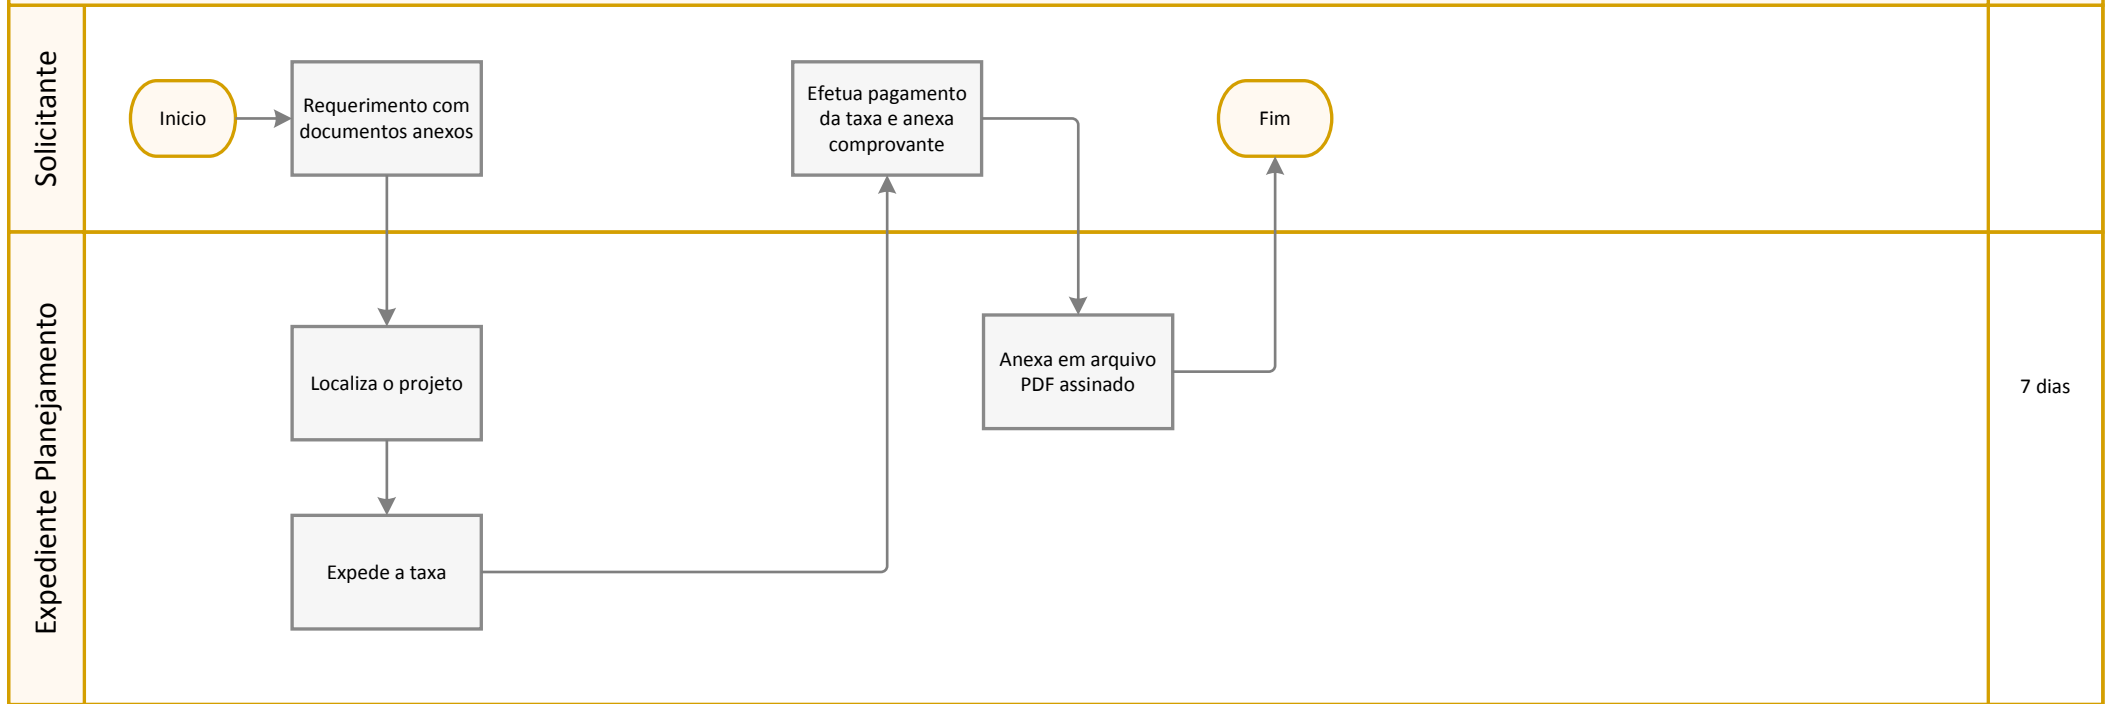 Solicitante
Inicio
Requerimento com
documentos anexos
Efetua pagamento
da taxa e anexa
comprovante
Fim
Expediente Planejamento
Localiza o projeto
Expede a taxa
Anexa em arquivo
PDF assinado
7 dias